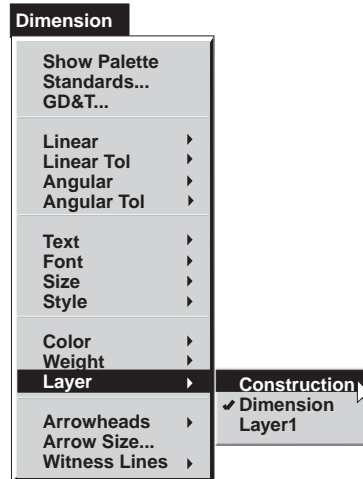 Dimension
Show Palette
Standards...
GD&T...
Linear
Linear Tol
Angular
Angular Tol
Text
Font
Size
Style
Color
Weight
Layer
Arrowheads
Arrow Size...
Witness Lines
Construction
Dimension
Layer1